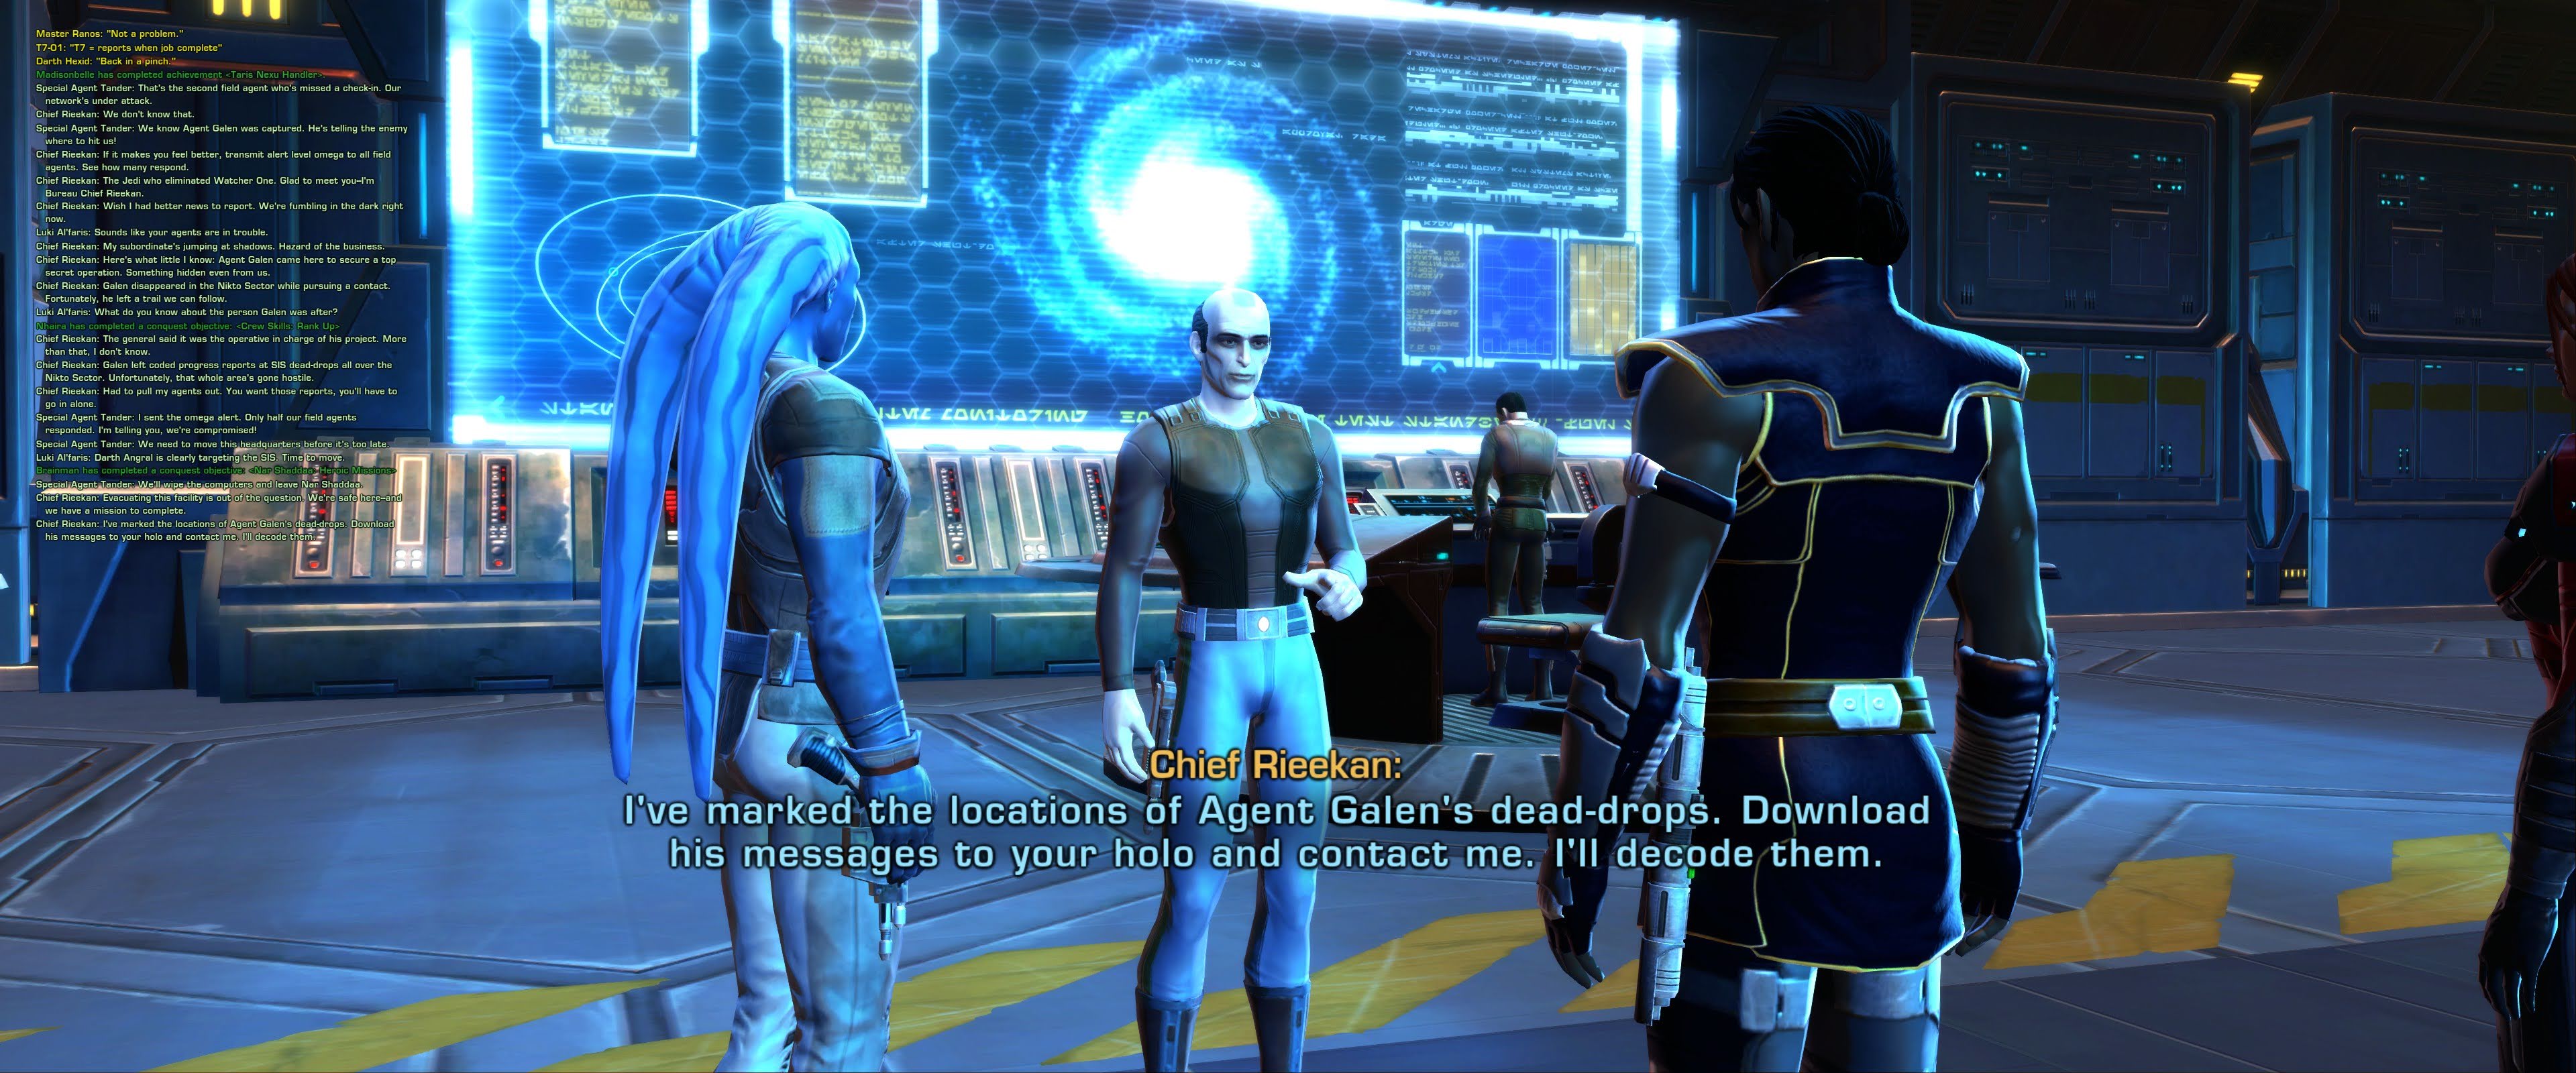 Master Ranos: "Not a problem."
T7-01: "T7 = reports when job complete"
Darth Hexid: "Back in a pinch."
Madisonbelle has completed achievement <Taris Nexu Handler>.
Special Agent Tander: That's the second field agent who's missed a check-in. Our
network's under attack.
Chief Rieekan: We don't know that.
Special Agent Tander: We know Agent Galen was captured. He's telling the enemy
where to hit us!
Chief Rieekan: If it makes you feel better, transmit alert level omega to all field
agents. See how many respond.
Chief Rieekan: The Jedi who eliminated Watcher One. Glad to meet you–I'm
Bureau Chief Rieekan.
Chief Rieekan: Wish I had better news to report. We're fumbling in the dark right
now.
Luki Al'faris: Sounds like your agents are in trouble.
Chief Rieekan: My subordinate's jumping at shadows. Hazard of the business.
Chief Rieekan: Here's what little I know: Agent Galen came here to secure a top
secret operation. Something hidden even from us.
Chief Rieekan: Galen disappeared in the Nikto Sector while pursuing a contact.
Fortunately, he left a trail we can follow.
Luki Al'faris: What do you know about the person Galen was after?
Nhaira has completed a conquest objective: <Crew Skills: Rank Up>
Chief Rieekan: The general said it was the operative in charge of his project. More
than that, I don't know.
Chief Rieekan: Galen left coded progress reports at SIS dead-drops all over the
Nikto Sector. Unfortunately, that whole area's gone hostile.
Chief Rieekan: Had to pull my agents out. You want those reports, you'll have to
go in alone.
Special Agent Tander: I sent the omega alert. Only half our field agents
responded. I'm telling you, we're compromised!
Special Agent Tander: We need to move this headquarters before it's too late.
Luki Al'faris: Darth Angral is clearly targeting the SIS. Time to move.
Brainman has completed a conquest objective: <Nar Shaddaa: Heroic Missions>
Special Agent Tander: We'll wipe the computers and leave Nar Shaddaa.
Chief Rieekan: Evacuating this facility is out of the question. We're safe here–and
we have a mission to complete.
Chief Rieekan: I've marked the locations of Agent Galen's dead-drops. Download
his messages to your holo and contact me. I'll decode them.
Chief Rieekan:
I've marked the locations of Agent Galen's dead-drops. Download
his messages to your holo and contact me. I'll decode them.